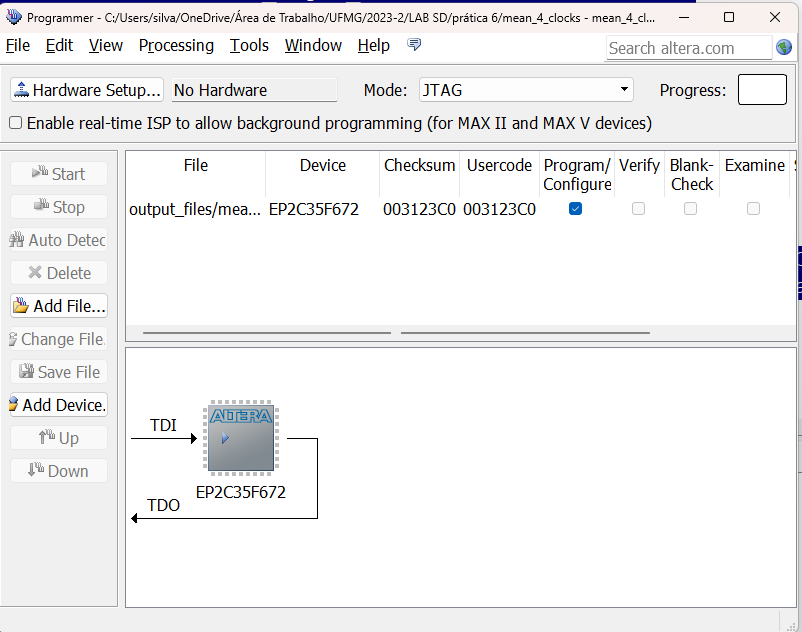 Programmer - C:/Users/silva/OneDrive/Área de Trabalho/UFMG/2023-2/LAB SD/prática 6/mean_4_clocks - mean_4_cl...
File Edit View Processing Tools Window Help
Search altera.com
Hardware Setup... No Hardware Mode: JTAG Progress:
Enable real-time ISP to allow background programming (for MAX II and MAX V devices)
Start
Stop
Auto Detec
Delete
Add File...
Change File.
Save File
Add Device.
Up
Down
File Device Checksum Usercode Program/ Verify Blank- Examine
Configure Check
output_files/mea... EP2C35F672 003123C0 003123C0
TDI
ALTERA
EP2C35F672
TDO